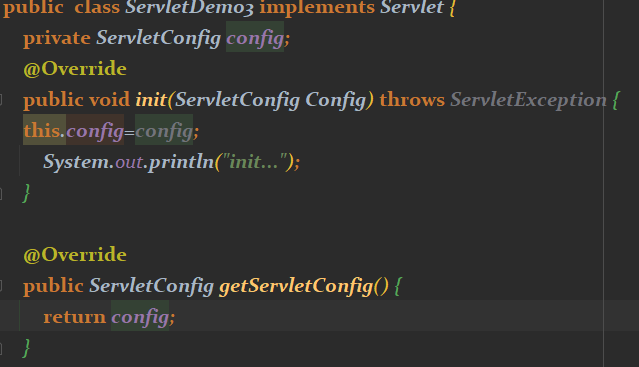 public class ServletDemo3 implements Servlet {
private ServletConfig config;
@Override
public void init(ServletConfig Config) throws ServletException {
this.config=config;
System.out.println("init...");
}
@Override
public ServletConfig getServletConfig() {
return config;
}